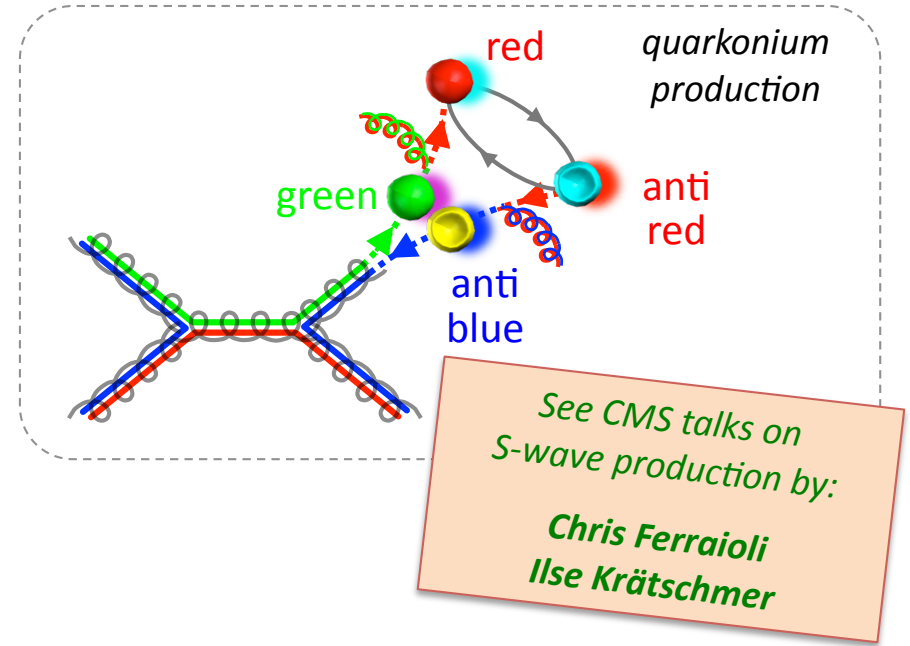 quarkonium
production
red
green
anti
red
anti
blue
See CMS talks on
S-wave production by:
Chris Ferraioli
Ilse Krätschmer